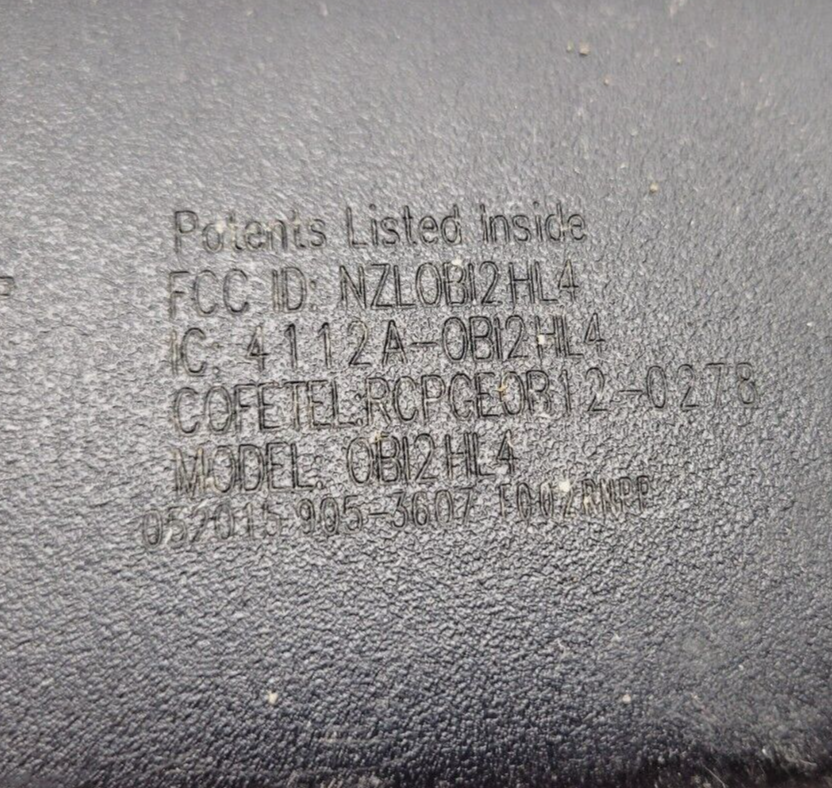 Patents Listed Inside
FCC ID: NZLOBI2HL4
IC: 4112A-OBI2HL4
COFETEL:RCPGEOB12-0278
MODEL: OBI2HL4
052015 905-3607